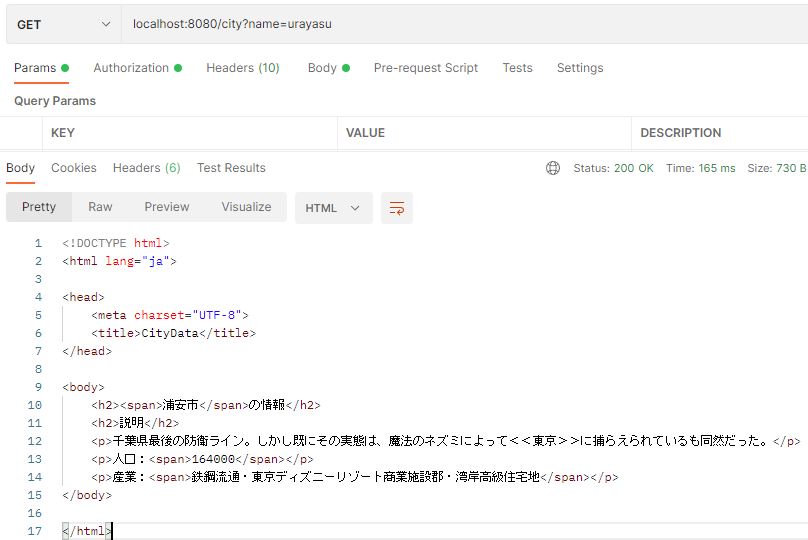 GET localhost:8080/city?name=urayasu
Params Authorization Headers (10) Body Pre-request Script Tests Settings
Query Params
KEY VALUE DESCRIPTION
Body Cookies Headers (6) Test Results Status: 200 OK Time: 165 ms Size: 730 B
Pretty Raw Preview Visualize HTML
1 <!DOCTYPE html>
2 <html lang="ja">
3
4 <head>
5 <meta charset="UTF-8">
6 <title>CityData</title>
7 </head>
8
9 <body>
10 <h2><span>浦安市</span>の情報</h2>
11 <h2>説明</h2>
12 <p>千葉県最後の防衛ライン。しかし既にその実態は、魔法のネズミによって<<東京>>に捕らえられているも同然だった。</p>
13 <p>人口：<span>164000</span></p>
14 <p>産業：<span>鉄鋼流通・東京ディズニーリゾート商業施設郡・湾岸高級住宅地</span></p>
15 </body>
16
17 </html>